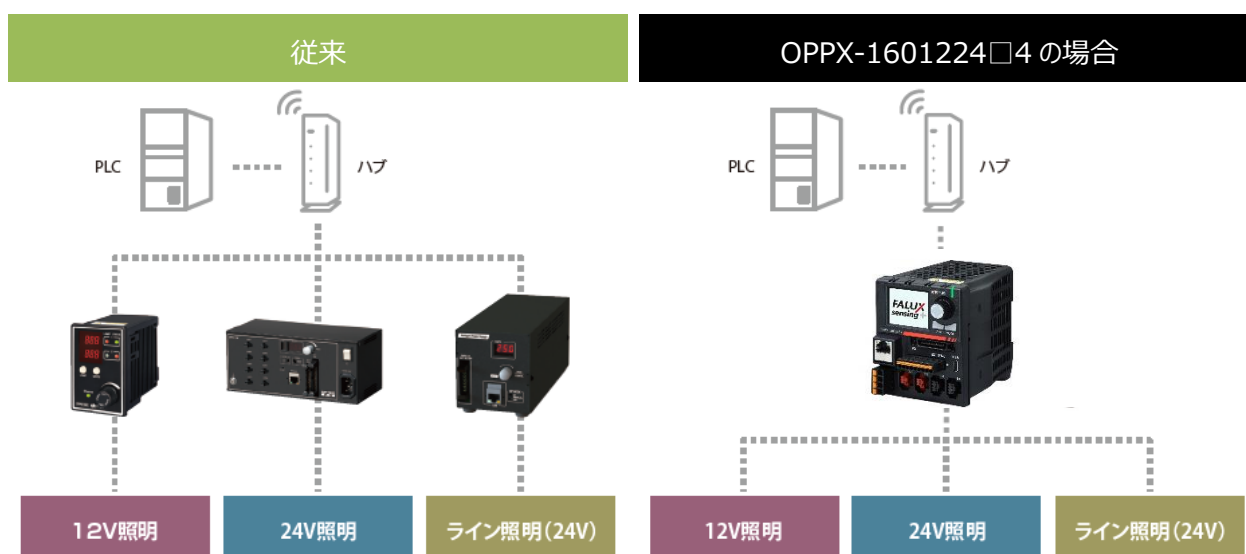 従来
PLC
ハブ
12V照明
24V照明
ライン照明(24V)
OPPX-1601224□4 の場合
PLC
ハブ
FALUX
sensing+
12V照明
24V照明
ライン照明(24V)